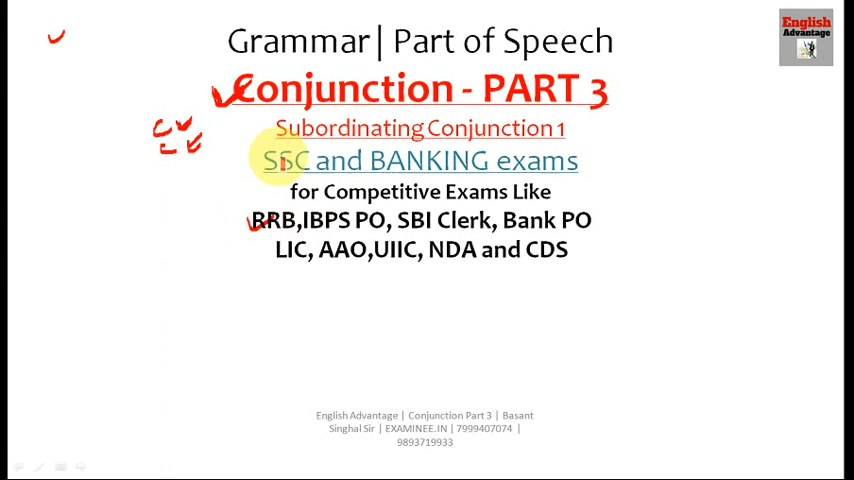 English
Advantage
Grammar| Part of Speech
Conjunction - PART 3
Subordinating Conjunction 1
SSC and BANKING exams
for Competitive Exams Like
RRB,IBPS PO, SBI Clerk, Bank PO
LIC, AAO,UIIC, NDA and CDS
English Advantage | Conjunction Part 3 | Basant
Singhal Sir | EXAMINEE.IN | 7999407074 |
9893719933